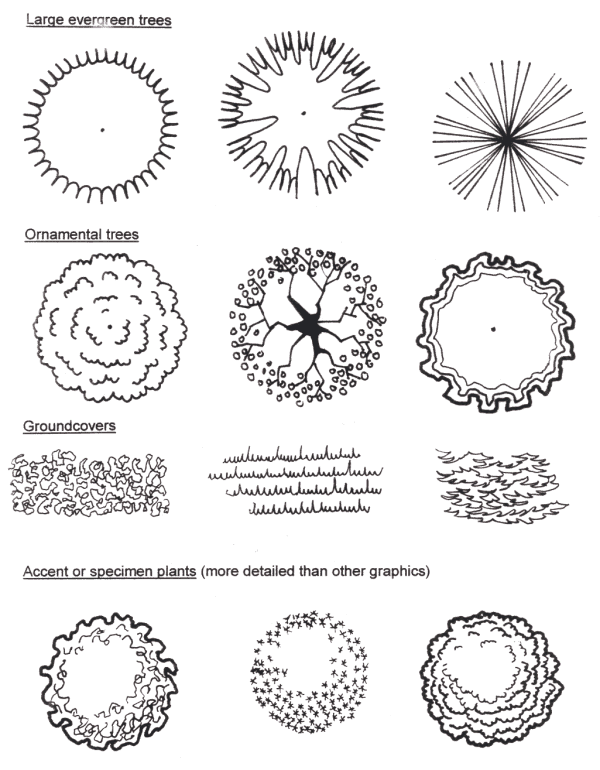 Large evergreen trees
Ornamental trees
Groundcovers
Accent or specimen plants (more detailed than other graphics)